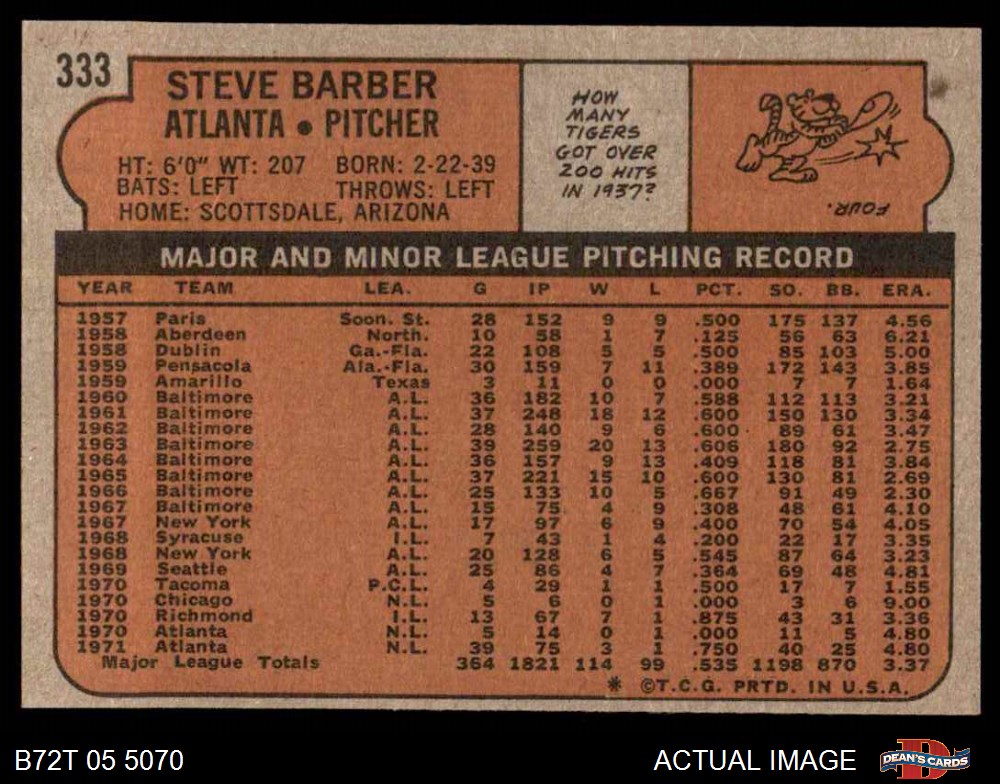 333
STEVE BARBER
ATLANTA • PITCHER
HT: 6'0" WT: 207 BORN: 2-22-39
BATS: LEFT THROWS: LEFT
HOME: SCOTTSDALE, ARIZONA
HOW
MANY
TIGERS
GOT OVER
200 HITS
IN 1937?
FOUR.
MAJOR AND MINOR LEAGUE PITCHING RECORD
YEAR TEAM LEA. G IP W L PCT. SO. BB. ERA.
1957 Paris Soon. St. 28 152 9 9 .500 175 137 4.56
1958 Aberdeen North. 10 58 1 7 .125 56 63 6.21
1958 Dublin Ga.-Fla. 22 108 5 5 .500 85 103 5.00
1959 Pensacola Ala.-Fla. 30 159 7 11 .389 172 143 3.85
1959 Amarillo Texas 3 11 0 0 .000 7 7 1.64
1960 Baltimore A.L. 36 182 10 7 .588 112 113 3.21
1961 Baltimore A.L. 37 248 18 12 .600 150 130 3.34
1962 Baltimore A.L. 28 140 9 6 .600 89 61 3.47
1963 Baltimore A.L. 39 259 20 13 .606 180 92 2.75
1964 Baltimore A.L. 36 157 9 13 .409 118 81 3.84
1965 Baltimore A.L. 37 221 15 10 .600 130 81 2.69
1966 Baltimore A.L. 25 133 10 5 .667 91 49 2.30
1967 Baltimore A.L. 15 75 4 9 .308 48 61 4.10
1967 New York A.L. 17 97 6 9 .400 70 54 4.05
1968 Syracuse I.L. 7 43 1 4 .200 22 17 3.35
1968 New York A.L. 20 128 6 5 .545 87 64 3.23
1969 Seattle A.L. 25 86 4 7 .364 69 48 4.81
1970 Tacoma P.C.L. 4 29 1 1 .500 17 7 1.55
1970 Chicago N.L. 5 6 0 1 .000 3 6 9.00
1970 Richmond I.L. 13 67 7 1 .875 43 31 3.36
1970 Atlanta N.L. 5 14 0 1 .000 11 5 4.80
1971 Atlanta N.L. 39 75 3 1 .750 40 25 4.80
Major League Totals 364 1821 114 99 .535 1198 870 3.37
* ©T.C.G. PRTD. IN U.S.A.
B72T 05 5070 ACTUAL IMAGE
D
DEAN'S CARDS